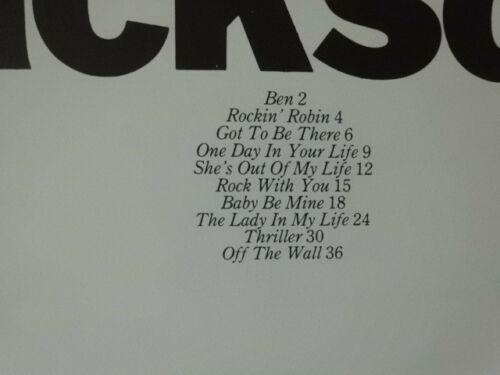 ICKSO
Ben 2
Rockin' Robin 4
Got To Be There 6
One Day In Your Life 9
She's Out Of My Life 12
Rock With You 15
Baby Be Mine 18
The Lady In My Life 24
Thriller 30
Off The Wall 36